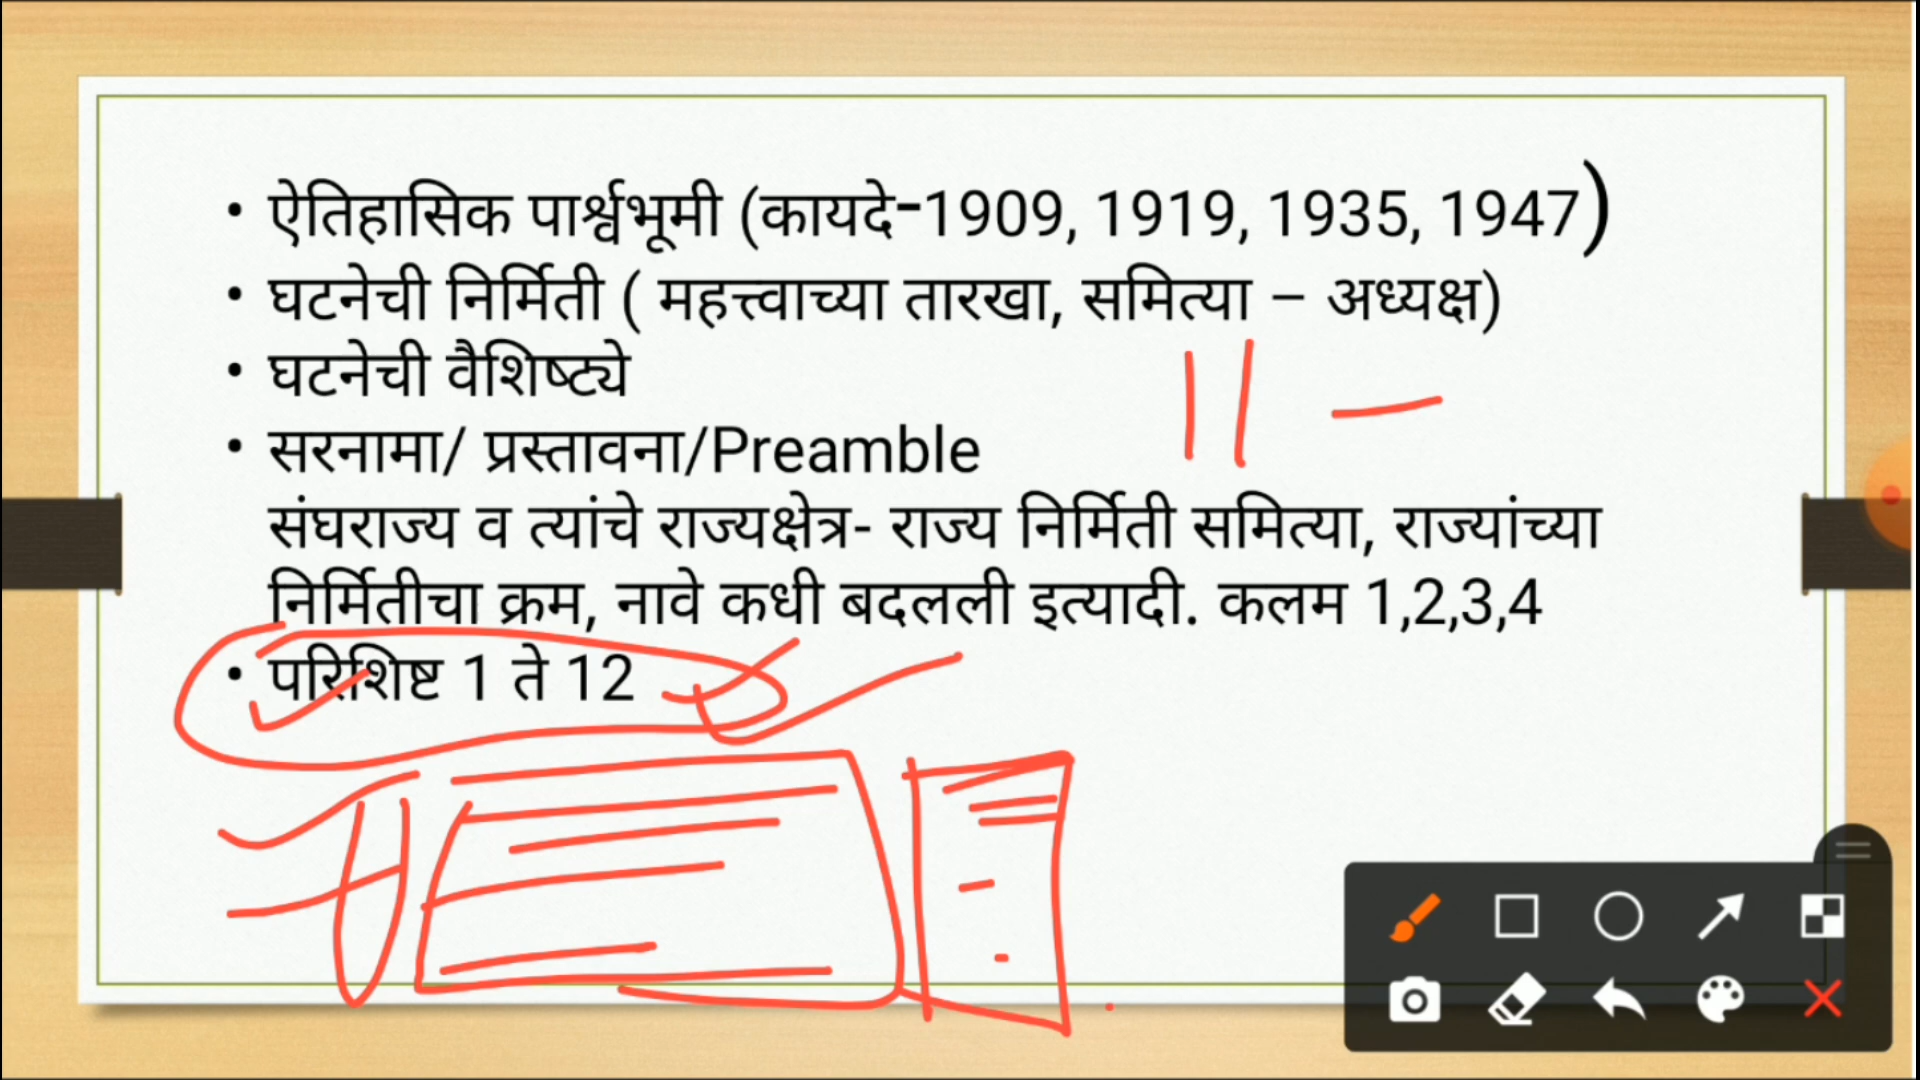 • ऐतिहासिक पार्श्वभूमी (कायदे-1909, 1919, 1935, 1947)
• घटनेची निर्मिती ( महत्त्वाच्या तारखा, समित्या – अध्यक्ष)
• घटनेची वैशिष्ट्ये
• सरनामा/ प्रस्तावना/Preamble
संघराज्य व त्यांचे राज्यक्षेत्र- राज्य निर्मिती समित्या, राज्यांच्या
निर्मितीचा क्रम, नावे कधी बदलली इत्यादी. कलम 1,2,3,4
• परिशिष्ट 1 ते 12